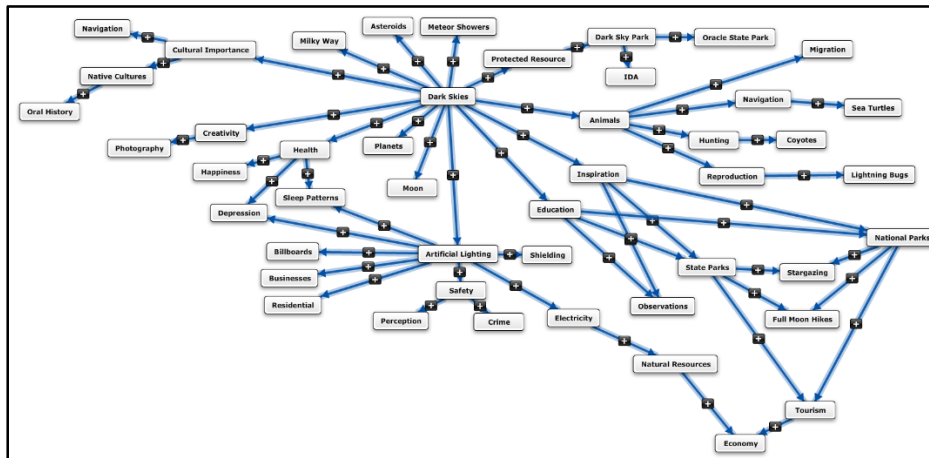 Asteroids
Meteor Showers
Navigation
Milky Way
Dark Sky Park
Oracle State Park
Cultural Importance
Protected Resource
Migration
Native Cultures
IDA
Dark Skies
Navigation
Sea Turtles
Oral History
Animals
Creativity
Hunting
Coyotes
Photography
Health
Planets
Happiness
Inspiration
Reproduction
Lightning Bugs
Moon
Sleep Patterns
Depression
Education
National Parks
Billboards
Artificial Lighting
Shielding
State Parks
Stargazing
Businesses
Safety
Residential
Observations
Perception
Crime
Electricity
Full Moon Hikes
Natural Resources
Tourism
Economy